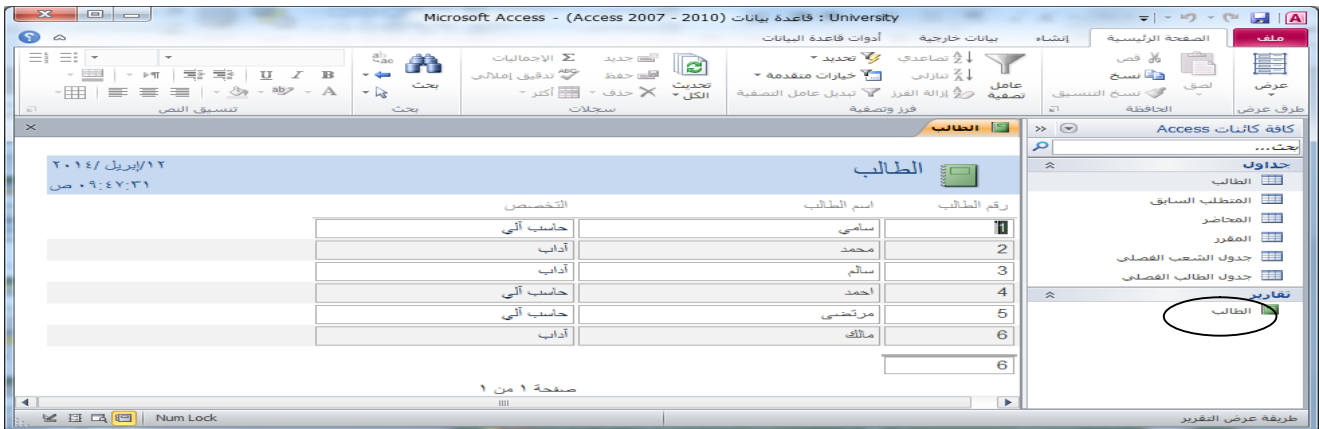 University : قاعدة بيانات (Access 2007 - 2010) - Microsoft Access
ملف الصفحة الرئيسية إنشاء بيانات خارجية أدوات قاعدة البيانات
عرض
طرق عرض
لصق
قص
نسخ
نسخ التنسيق
الحافظة
عامل تصفية
تصاعدي
تنازلي
إزالة الفرز
تحديد
خيارات متقدمة
تبديل عامل التصفية
فرز وتصفية
تحديث الكل
جديد
حفظ
حذف
الإجماليات
تدقيق إملائي
أكثر
سجلات
بحث
بحث
B I U
A
تنسيق النص
كافة كائنات Access
بحث...
جداول
الطالب
المتطلب السابق
المحاضر
المقرر
جدول الشعب الفصلي
جدول الطالب الفصلي
تقارير
الطالب
الطالب
الطالب
١٢/إبريل /٢٠١٤
٠٩:٤٧:٣١ ص
رقم الطالب اسم الطالب التخصص
1 سامي حاسب آلي
2 محمد آداب
3 سالم آداب
4 احمد حاسب آلي
5 مرتضى حاسب آلي
6 مالك آداب
6
صفحة ١ من ١
طريقة عرض التقرير
Num Lock